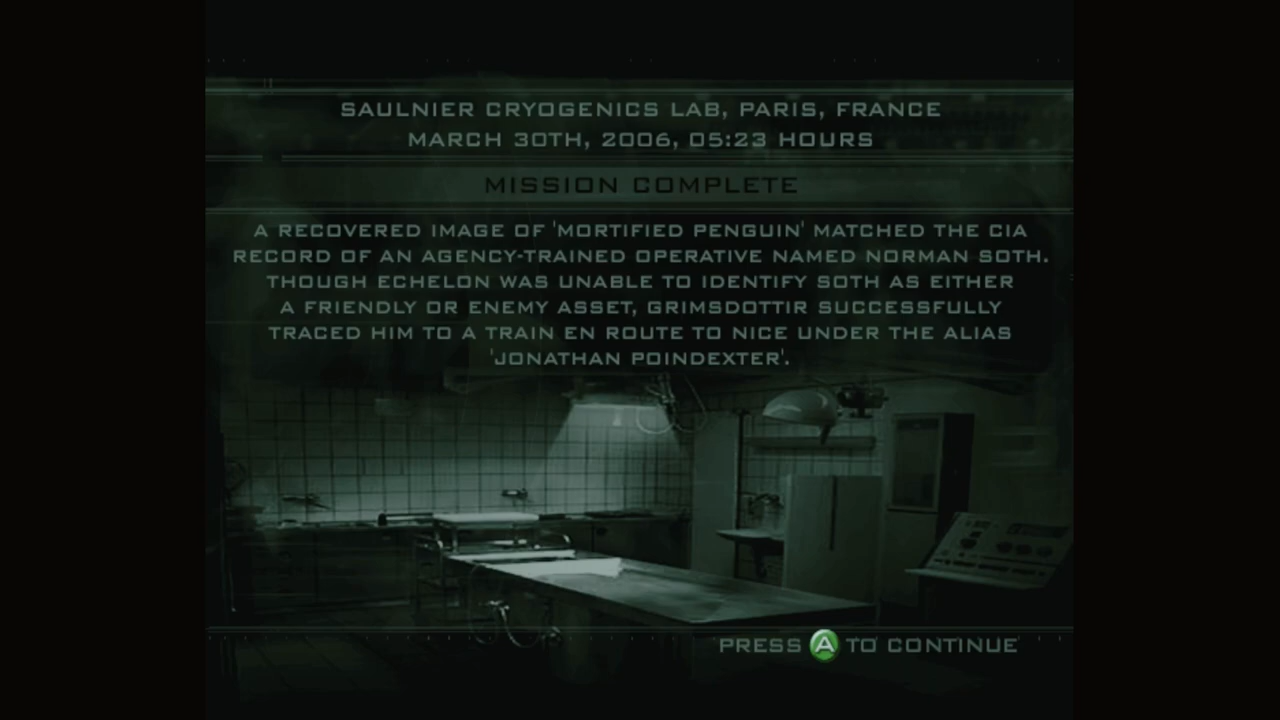 SAULNIER CRYOGENICS LAB, PARIS, FRANCE
MARCH 30TH, 2006, 05:23 HOURS
MISSION COMPLETE
A RECOVERED IMAGE OF 'MORTIFIED PENGUIN' MATCHED THE CIA
RECORD OF AN AGENCY-TRAINED OPERATIVE NAMED NORMAN SOTH.
THOUGH ECHELON WAS UNABLE TO IDENTIFY SOTH AS EITHER
A FRIENDLY OR ENEMY ASSET, GRIMSDOTTIR SUCCESSFULLY
TRACED HIM TO A TRAIN EN ROUTE TO NICE UNDER THE ALIAS
'JONATHAN POINDEXTER'.
PRESS A TO CONTINUE